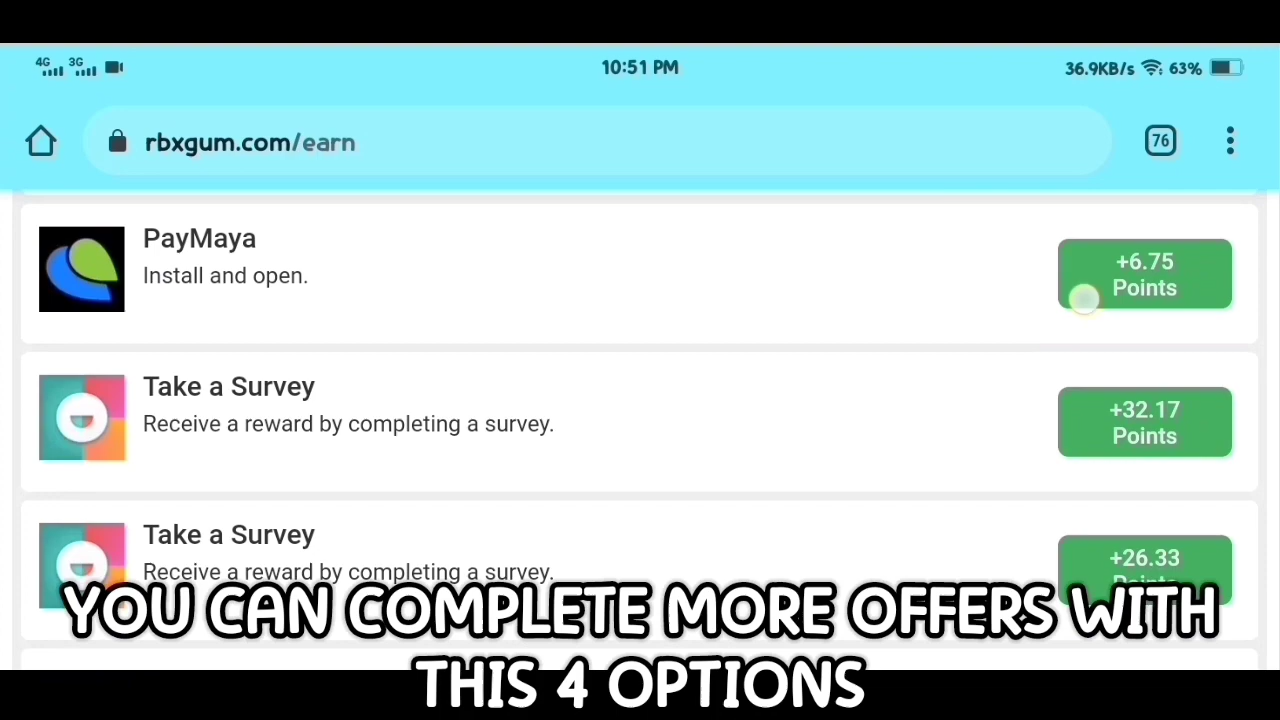 4G 3G 10:51 PM 36.9KB/s 63%
rbxgum.com/earn 76
PayMaya
Install and open.
+6.75
Points
Take a Survey
Receive a reward by completing a survey.
+32.17
Points
Take a Survey
Receive a reward by completing a survey.
+26.33
Points
YOU CAN COMPLETE MORE OFFERS WITH
THIS 4 OPTIONS